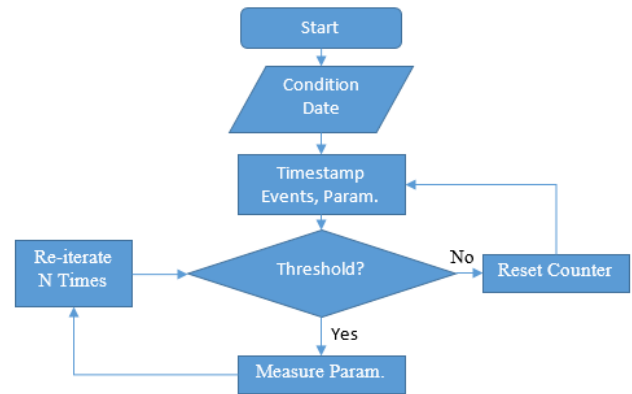 Start
Condition
Date
Timestamp
Events, Param.
Threshold?
No
Reset Counter
Re-iterate
N Times
Yes
Measure Param.